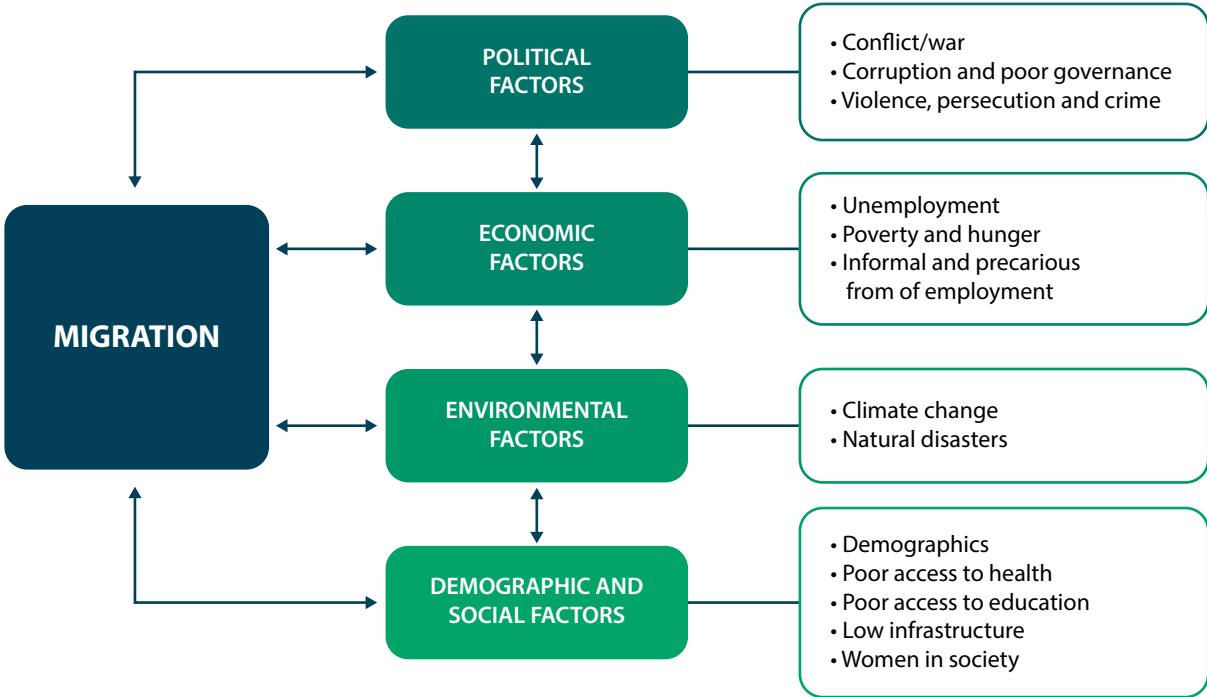 MIGRATION
POLITICAL
FACTORS
• Conflict/war
• Corruption and poor governance
• Violence, persecution and crime
ECONOMIC
FACTORS
• Unemployment
• Poverty and hunger
• Informal and precarious
from of employment
ENVIRONMENTAL
FACTORS
• Climate change
• Natural disasters
DEMOGRAPHIC AND
SOCIAL FACTORS
• Demographics
• Poor access to health
• Poor access to education
• Low infrastructure
• Women in society